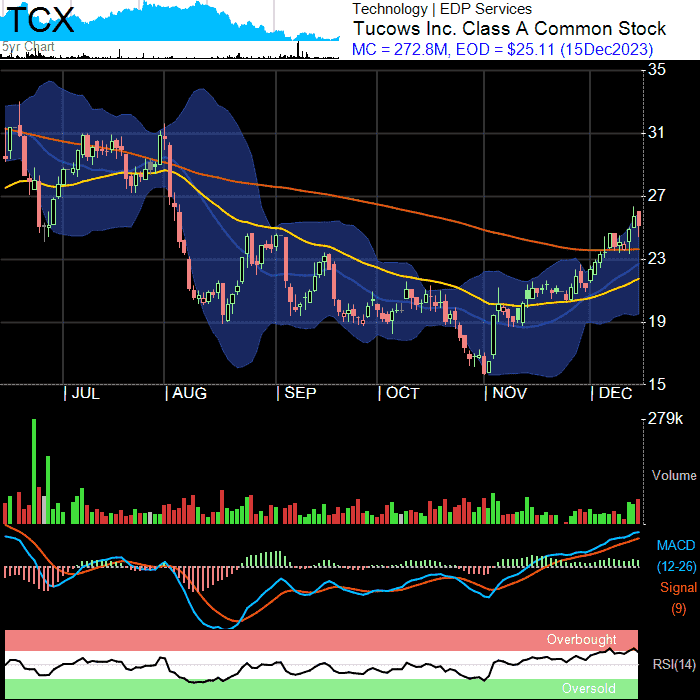 TCX
5yr Chart
Technology | EDP Services
Tucows Inc. Class A Common Stock
MC = 272.8M, EOD = $25.11 (15Dec2023)
35
31
27
23
19
15
| JUL | AUG | SEP | OCT | NOV | DEC
279k
Volume
MACD
(12-26)
Signal
(9)
Overbought
RSI(14)
Oversold